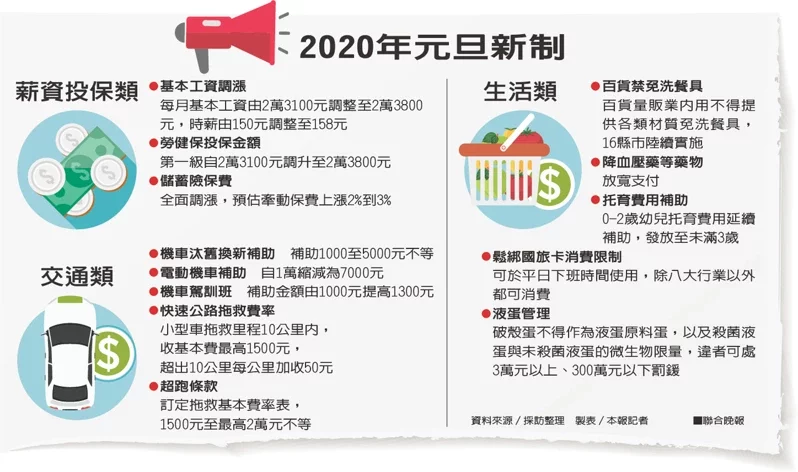 2020年元旦新制
薪資投保類
●基本工資調漲
每月基本工資由2萬3100元調整至2萬3800
元，時薪由150元調整至158元
●勞健保投保金額
第一級自2萬3100元調升至2萬3800元
●儲蓄險保費
全面調漲，預估牽動保費上漲2%到3%
交通類
●機車汰舊換新補助 補助1000至5000元不等
●電動機車補助 自1萬縮減為7000元
●機車駕訓班 補助金額由1000元提高1300元
●快速公路拖救費率
小型車拖救里程10公里內，
收基本費最高1500元，
超出10公里每公里加收50元
●超跑條款
訂定拖救基本費率表，
1500元至最高2萬元不等
生活類
●百貨禁免洗餐具
百貨量販業內用不得提
供各類材質免洗餐具，
16縣市陸續實施
●降血壓藥等藥物
放寬支付
●托育費用補助
0-2歲幼兒托育費用延續
補助，發放至未滿3歲
●鬆綁國旅卡消費限制
可於平日下班時間使用，除八大行業以外
都可消費
●液蛋管理
破殼蛋不得作為液蛋原料蛋，以及殺菌液
蛋與未殺菌液蛋的微生物限量，違者可處
3萬元以上、300萬元以下罰鍰
資料來源／採訪整理 製表／本報記者 ■聯合晚報